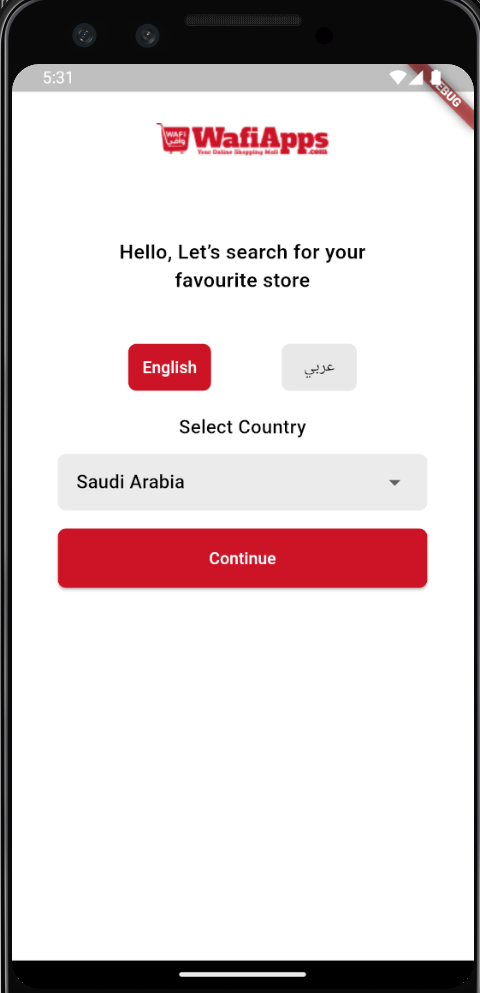 5:31
DEBUG
WAFI
وافي
WafiApps
Your Online Shopping Mall .com
Hello, Let’s search for your
favourite store
English
عربي
Select Country
Saudi Arabia
Continue